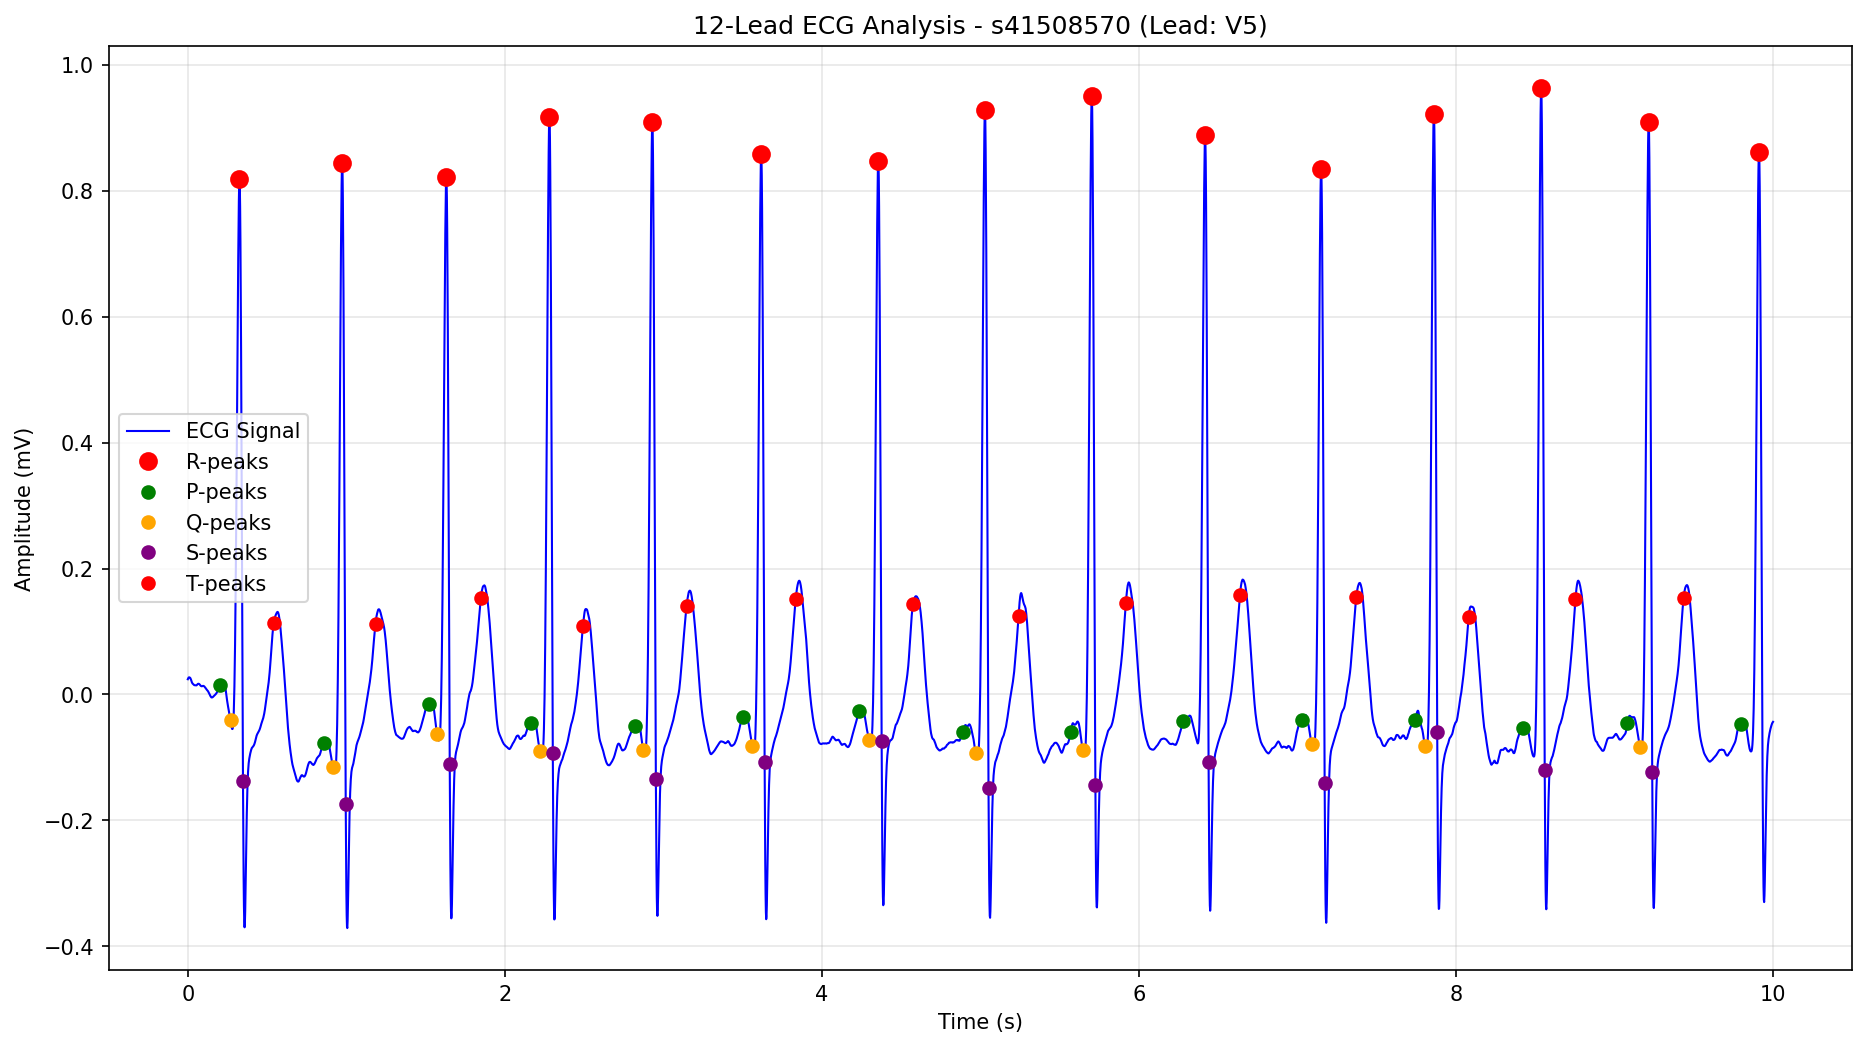 12-Lead ECG Analysis - s41508570 (Lead: V5)
Amplitude (mV)
1.0
0.8
0.6
0.4
0.2
0.0
−0.2
−0.4
ECG Signal
R-peaks
P-peaks
Q-peaks
S-peaks
T-peaks
0 2 4 6 8 10
Time (s)